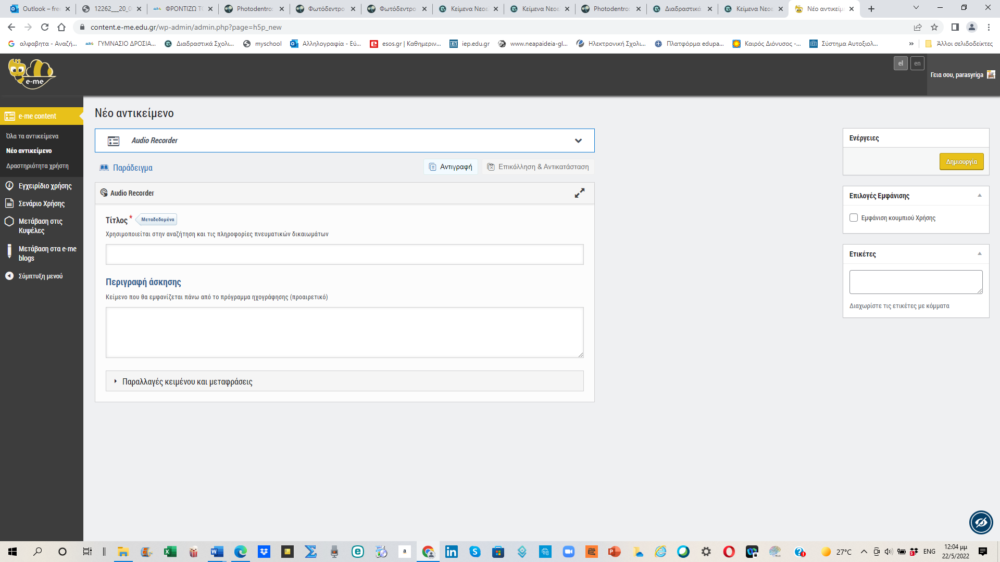 Outlook – free
12262___20_0
ΦΡΟΝΤΙΖΩ ΤΟ
Photodentro:
Φωτόδεντρο
Φωτόδεντρο
Κείμενα Νεοε
Κείμενα Νεοε
Photodentro:
Διαδραστικά
Κείμενα Νεοε
Νέο αντικείμ
content.e-me.edu.gr/wp-admin/admin.php?page=h5p_new
αλφαβητα - Αναζή...
ΓΥΜΝΑΣΙΟ ΔΡΟΣΙΑ...
Διαδραστικά Σχολι...
myschool
Αλληλογραφία - Εύ...
esos.gr | Καθημεριν...
iep.edu.gr
www.neapaideia-gl...
Ηλεκτρονική Σχολι...
Πλατφόρμα edupa...
Καιρός Διόνυσος -...
Σύστημα Αυτοξιολ...
»
Άλλοι σελιδοδείκτες
e-me
el
en
Γεια σου, parasyriga
e-me content
Όλα τα αντικείμενα
Νέο αντικείμενο
Δραστηριότητα χρήστη
Εγχειρίδιο χρήσης
Σενάριο Χρήσης
Μετάβαση στις
Κυψέλες
Μετάβαση στα e-me
blogs
Σύμπτυξη μενού
Νέο αντικείμενο
Audio Recorder
Παράδειγμα
Αντιγραφή
Επικόλληση & Αντικατάσταση
Audio Recorder
Τίτλος *
Μεταδεδομένα
Χρησιμοποιείται στην αναζήτηση και τις πληροφορίες πνευματικών δικαιωμάτων
Περιγραφή άσκησης
Κείμενο που θα εμφανίζεται πάνω από το πρόγραμμα ηχογράφησης (προαιρετικό)
Παραλλαγές κειμένου και μεταφράσεις
Ενέργειες
Δημιουργία
Επιλογές Εμφάνισης
Εμφάνιση κουμπιού Χρήσης
Ετικέτες
Διαχωρίστε τις ετικέτες με κόμματα
27°C
ENG
12:04 μμ
22/5/2022